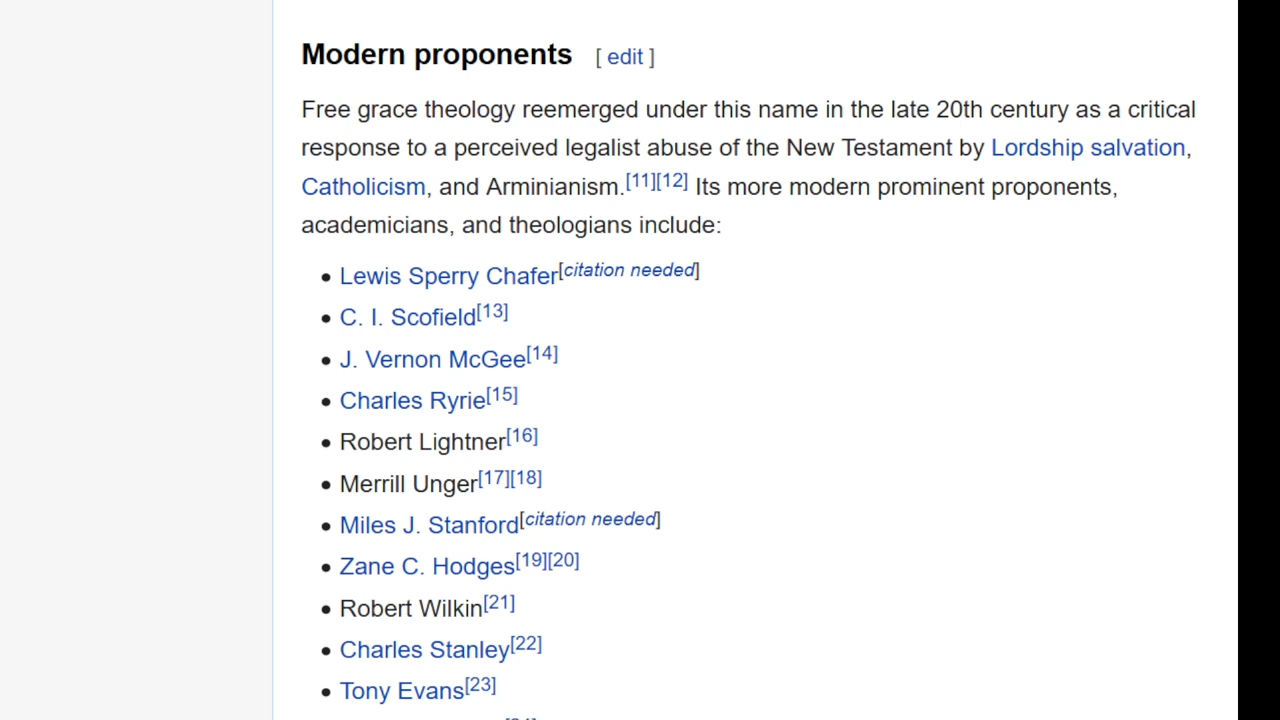 Modern proponents [ edit ]
Free grace theology reemerged under this name in the late 20th century as a critical
response to a perceived legalist abuse of the New Testament by Lordship salvation,
Catholicism, and Arminianism.[11][12] Its more modern prominent proponents,
academicians, and theologians include:
• Lewis Sperry Chafer[citation needed]
• C. I. Scofield[13]
• J. Vernon McGee[14]
• Charles Ryrie[15]
• Robert Lightner[16]
• Merrill Unger[17][18]
• Miles J. Stanford[citation needed]
• Zane C. Hodges[19][20]
• Robert Wilkin[21]
• Charles Stanley[22]
• Tony Evans[23]